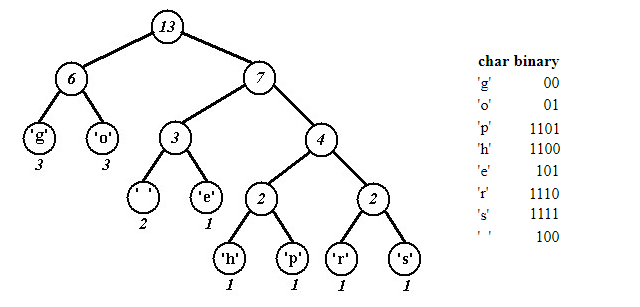 13
6
7
'g'
'o'
3
4
3
3
' '
'e'
2
2
2
1
'h'
'p'
'r'
's'
1
1
1
1
char binary
'g' 00
'o' 01
'p' 1101
'h' 1100
'e' 101
'r' 1110
's' 1111
' ' 100